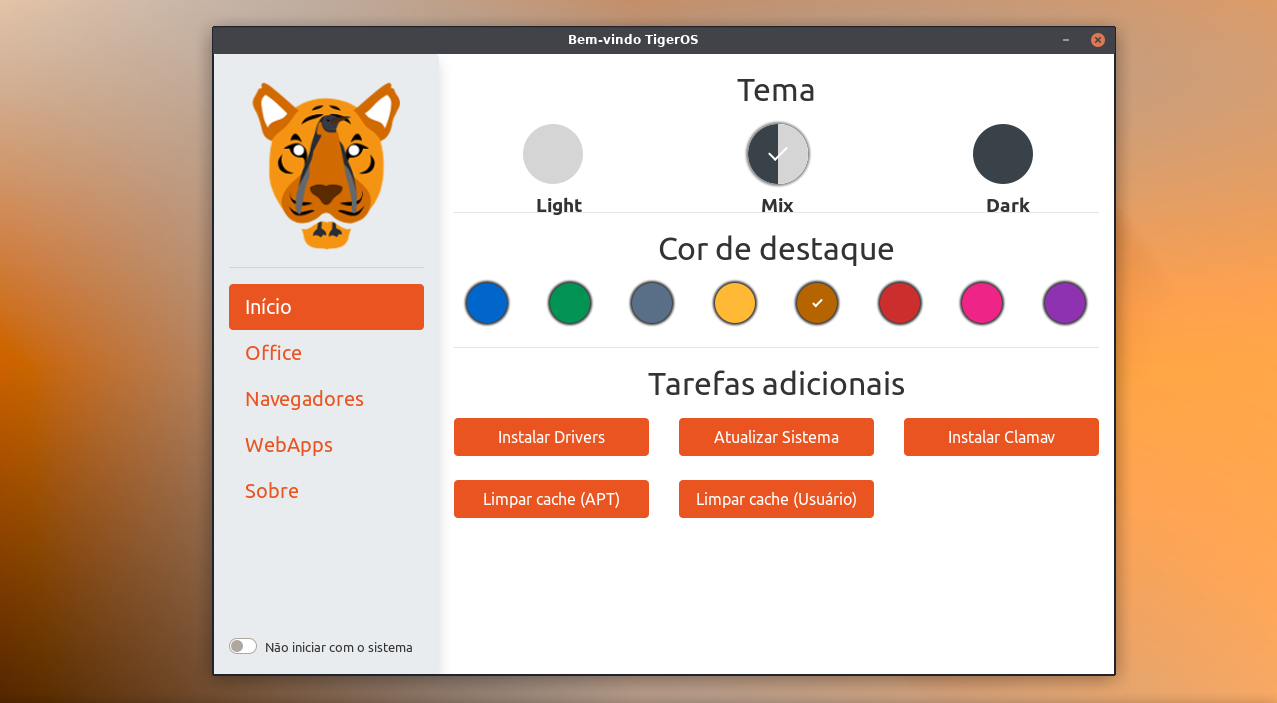 Bem-vindo TigerOS
Início
Office
Navegadores
WebApps
Sobre
Não iniciar com o sistema
Tema
Light Mix Dark
Cor de destaque
Tarefas adicionais
Instalar Drivers Atualizar Sistema Instalar Clamav
Limpar cache (APT) Limpar cache (Usuário)